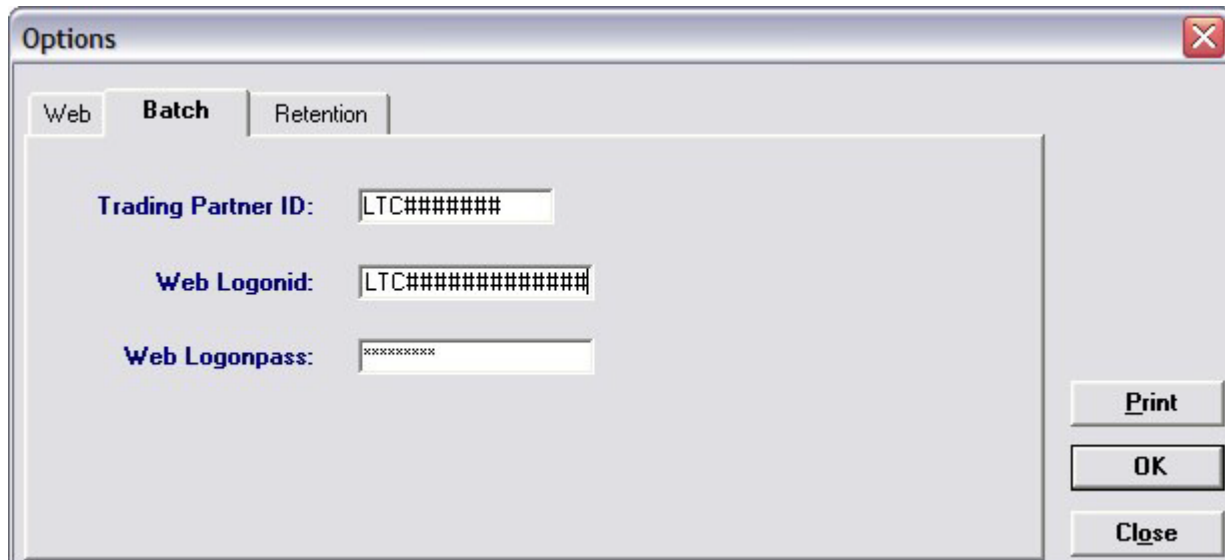 Options
Web Batch Retention
Trading Partner ID: LTC#######
Web Logonid: LTC#############
Web Logonpass: *********
Print
OK
Close